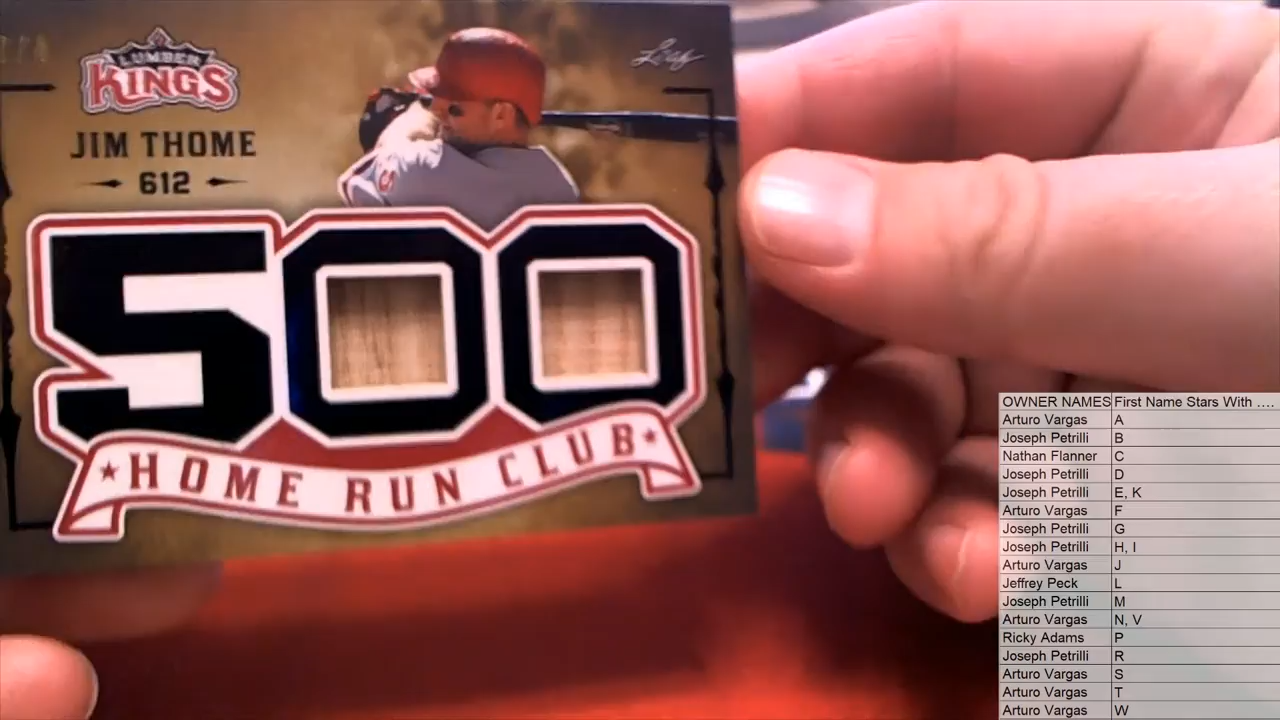 LUMBER
KINGS
Leaf
JIM THOME
612
500
HOME RUN CLUB
OWNER NAMES First Name Stars With ....
Arturo Vargas A
Joseph Petrilli B
Nathan Flanner C
Joseph Petrilli D
Joseph Petrilli E, K
Arturo Vargas F
Joseph Petrilli G
Joseph Petrilli H, I
Arturo Vargas J
Jeffrey Peck L
Joseph Petrilli M
Arturo Vargas N, V
Ricky Adams P
Joseph Petrilli R
Arturo Vargas S
Arturo Vargas T
Arturo Vargas W